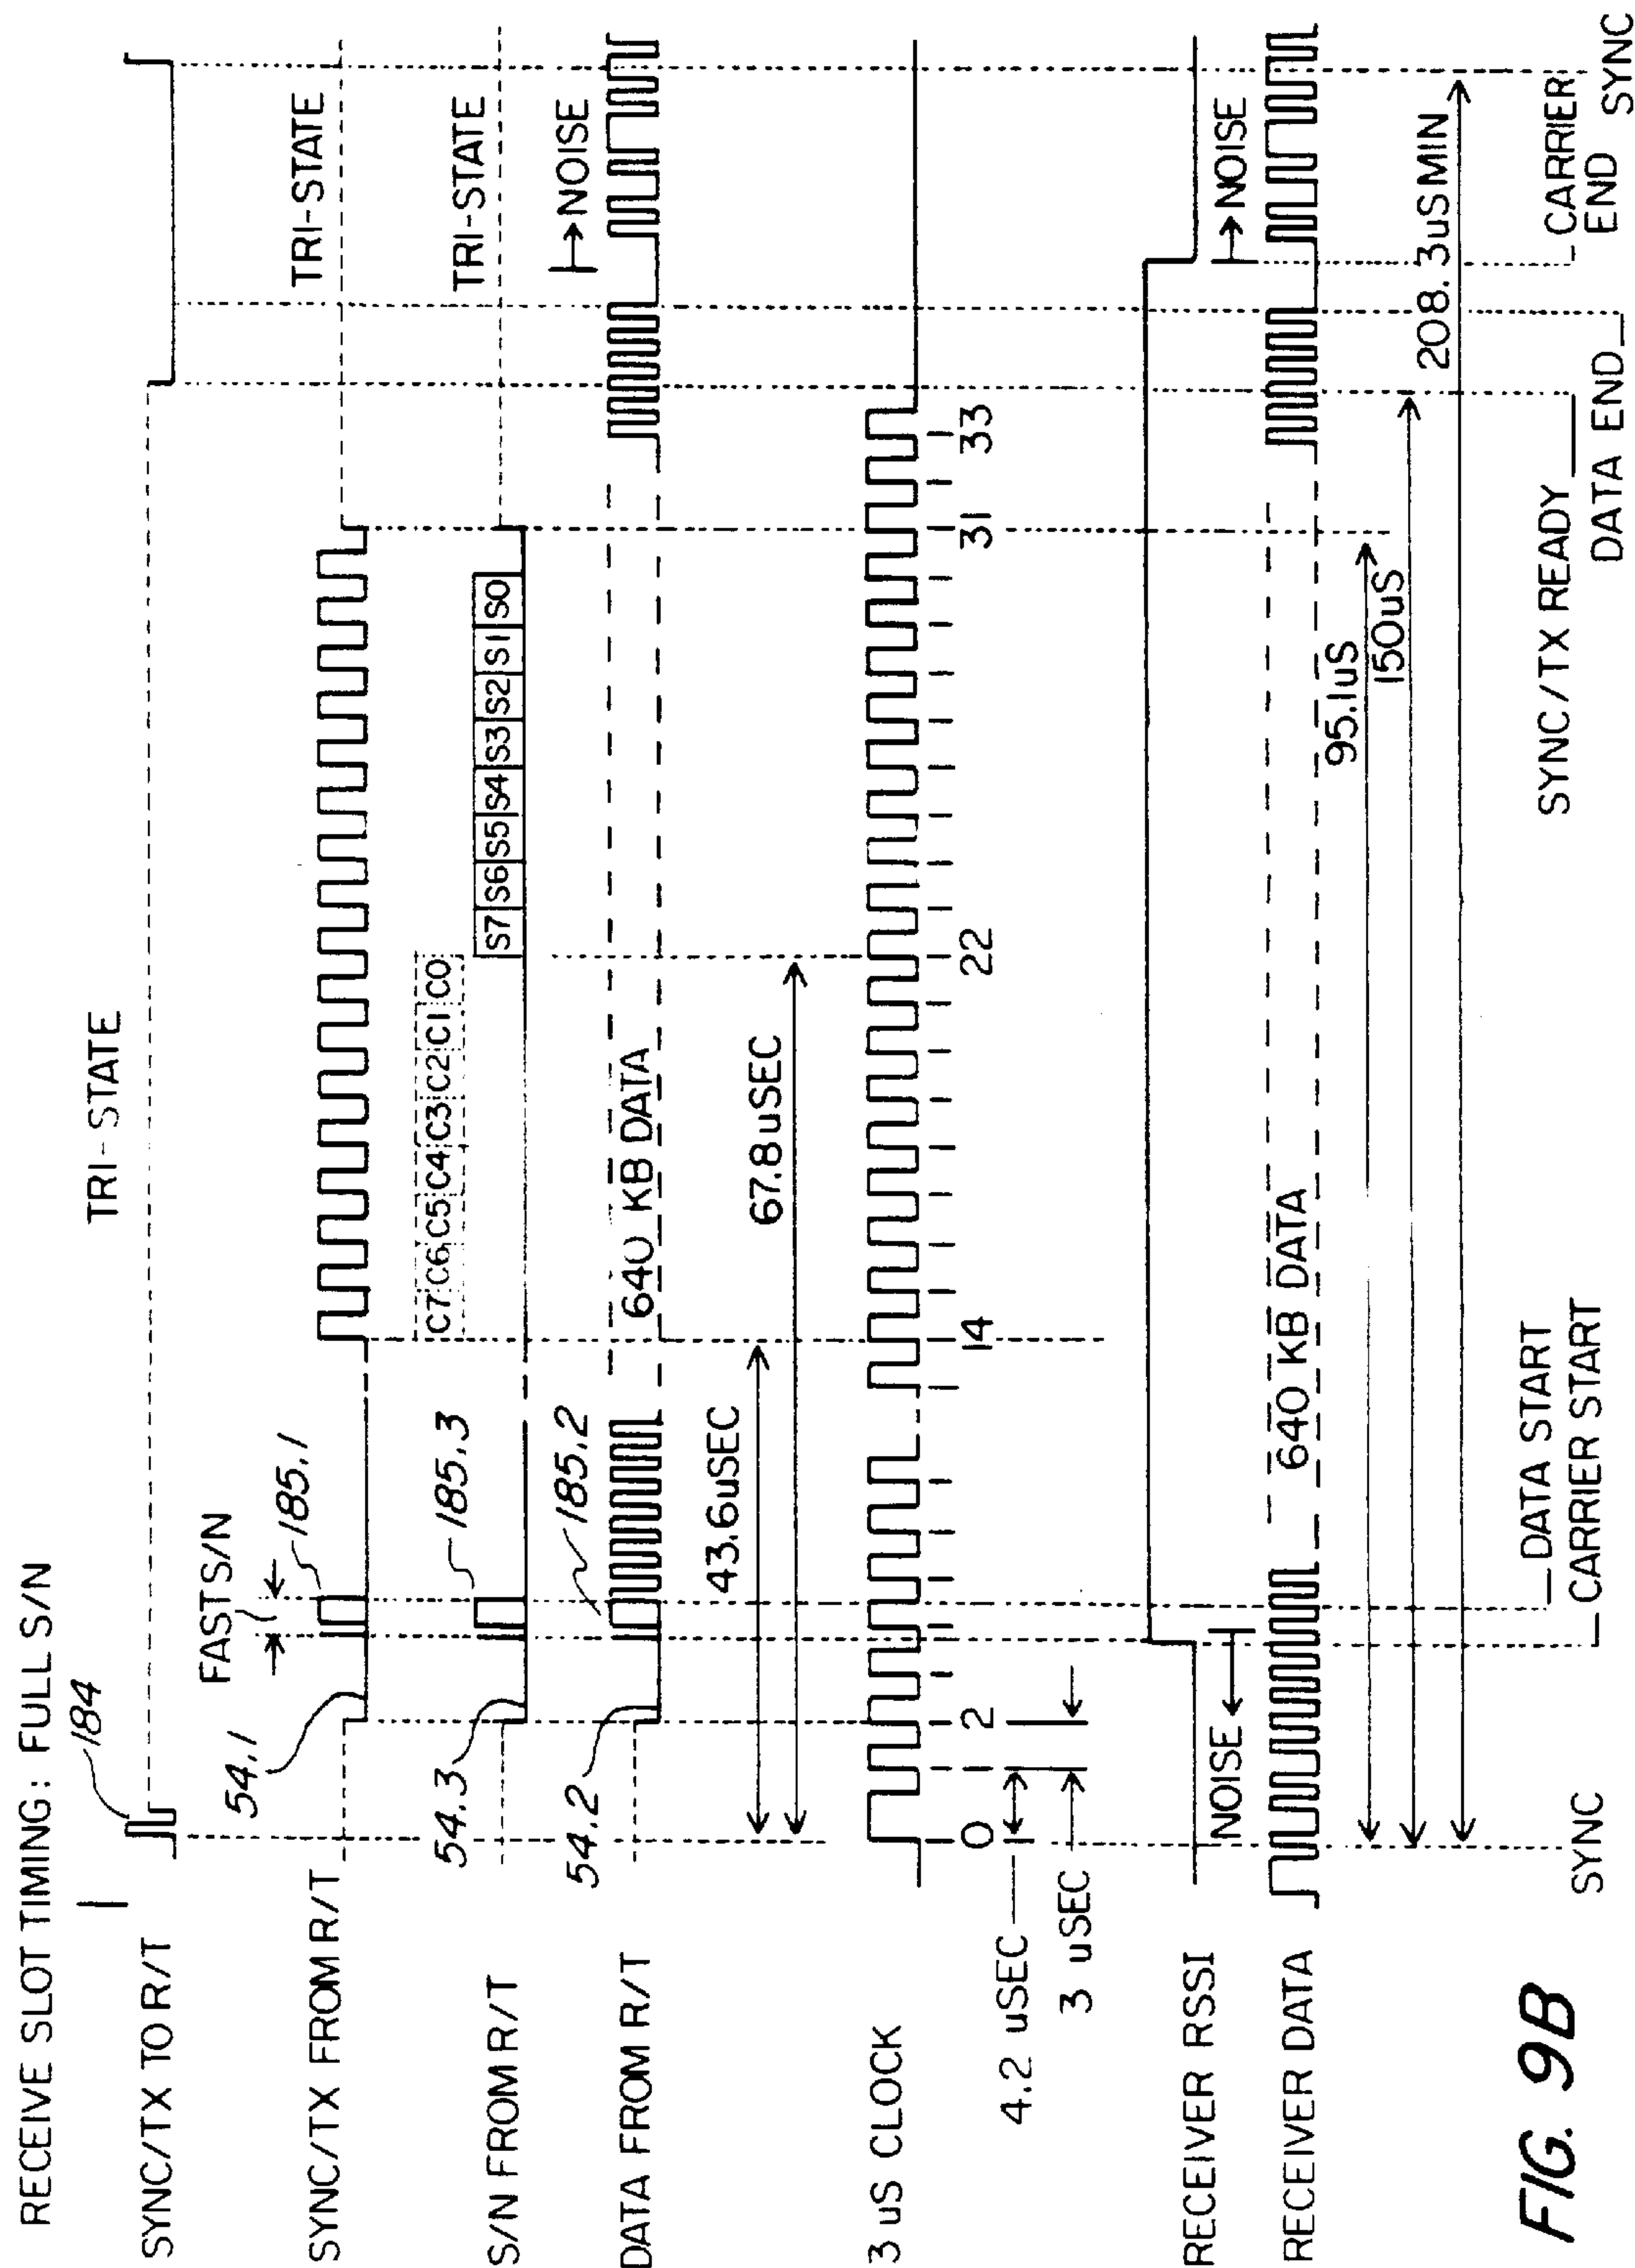 RECEIVE SLOT TIMING: FULL S/N
184
TRI-STATE
SYNC/TX TO R/T
FAST S/N
185.1
54.1
TRI-STATE
SYNC/TX FROM R/T
C7 C6 C5 C4 C3 C2 C1 C0
185.3
54.3
S7 S6 S5 S4 S3 S2 S1 S0
TRI-STATE
S/N FROM R/T
185.2
54.2
NOISE
640 KB DATA
DATA FROM R/T
43.6uSEC
67.8uSEC
3 uS CLOCK
0 1 2 14 22 31 33
4.2 uSEC
3 uSEC
RECEIVER RSSI
NOISE
NOISE
RECEIVER DATA
640 KB DATA
95.1uS
150uS
208.3uSMIN
SYNC
DATA START
CARRIER START
SYNC/TX READY
DATA END
CARRIER
END
SYNC
FIG. 9B